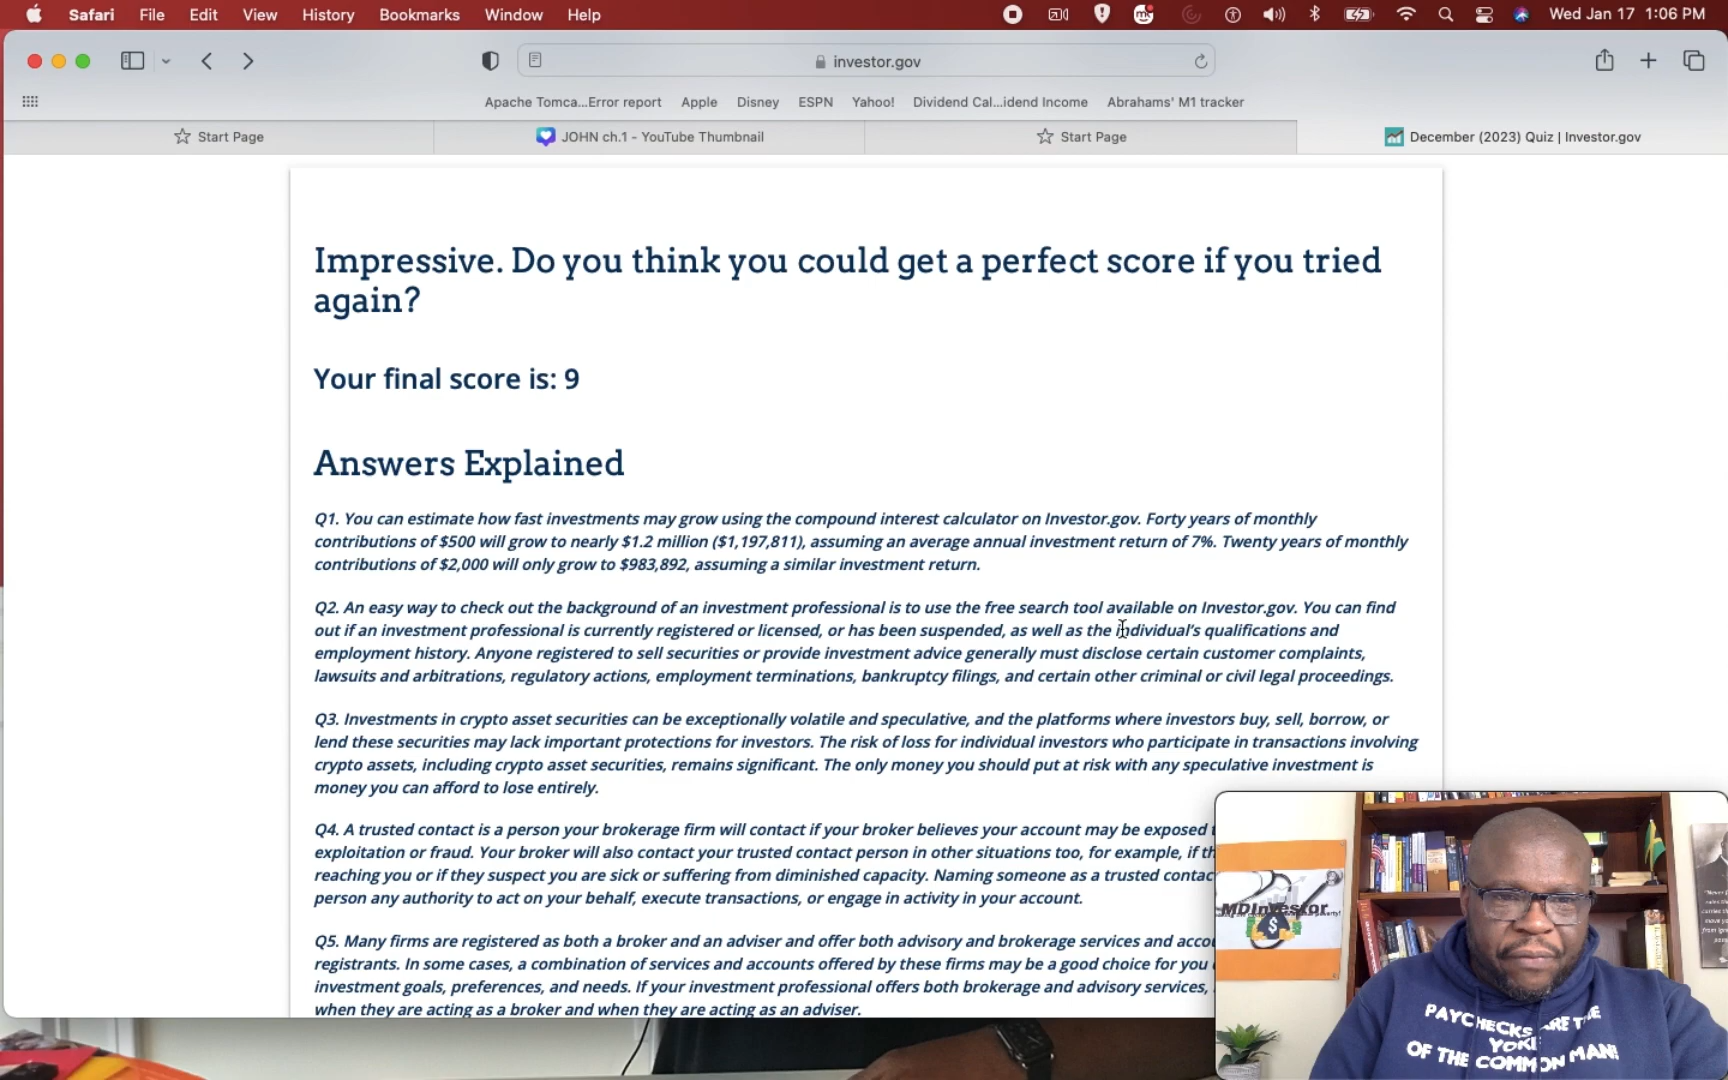 Safari File Edit View History Bookmarks Window Help Wed Jan 17 1:06 PM
investor.gov
Apache Tomca...Error report Apple Disney ESPN Yahoo! Dividend Cal...idend Income Abrahams' M1 tracker
Start Page JOHN ch.1 - YouTube Thumbnail Start Page December (2023) Quiz | Investor.gov
Impressive. Do you think you could get a perfect score if you tried
again?
Your final score is: 9
Answers Explained
Q1. You can estimate how fast investments may grow using the compound interest calculator on Investor.gov. Forty years of monthly
contributions of $500 will grow to nearly $1.2 million ($1,197,811), assuming an average annual investment return of 7%. Twenty years of monthly
contributions of $2,000 will only grow to $983,892, assuming a similar investment return.
Q2. An easy way to check out the background of an investment professional is to use the free search tool available on Investor.gov. You can find
out if an investment professional is currently registered or licensed, or has been suspended, as well as the individual's qualifications and
employment history. Anyone registered to sell securities or provide investment advice generally must disclose certain customer complaints,
lawsuits and arbitrations, regulatory actions, employment terminations, bankruptcy filings, and certain other criminal or civil legal proceedings.
Q3. Investments in crypto asset securities can be exceptionally volatile and speculative, and the platforms where investors buy, sell, borrow, or
lend these securities may lack important protections for investors. The risk of loss for individual investors who participate in transactions involving
crypto assets, including crypto asset securities, remains significant. The only money you should put at risk with any speculative investment is
money you can afford to lose entirely.
Q4. A trusted contact is a person your brokerage firm will contact if your broker believes your account may be exposed
exploitation or fraud. Your broker will also contact your trusted contact person in other situations too, for example, if
reaching you or if they suspect you are sick or suffering from diminished capacity. Naming someone as a trusted contac
person any authority to act on your behalf, execute transactions, or engage in activity in your account.
Q5. Many firms are registered as both a broker and an adviser and offer both advisory and brokerage services and accou
registrants. In some cases, a combination of services and accounts offered by these firms may be a good choice for you
investment goals, preferences, and needs. If your investment professional offers both brokerage and advisory services,
when they are acting as a broker and when they are acting as an adviser.
MDInvestor
PAYCHECKS ARE THE
YOKE
OF THE COMMON MAN!